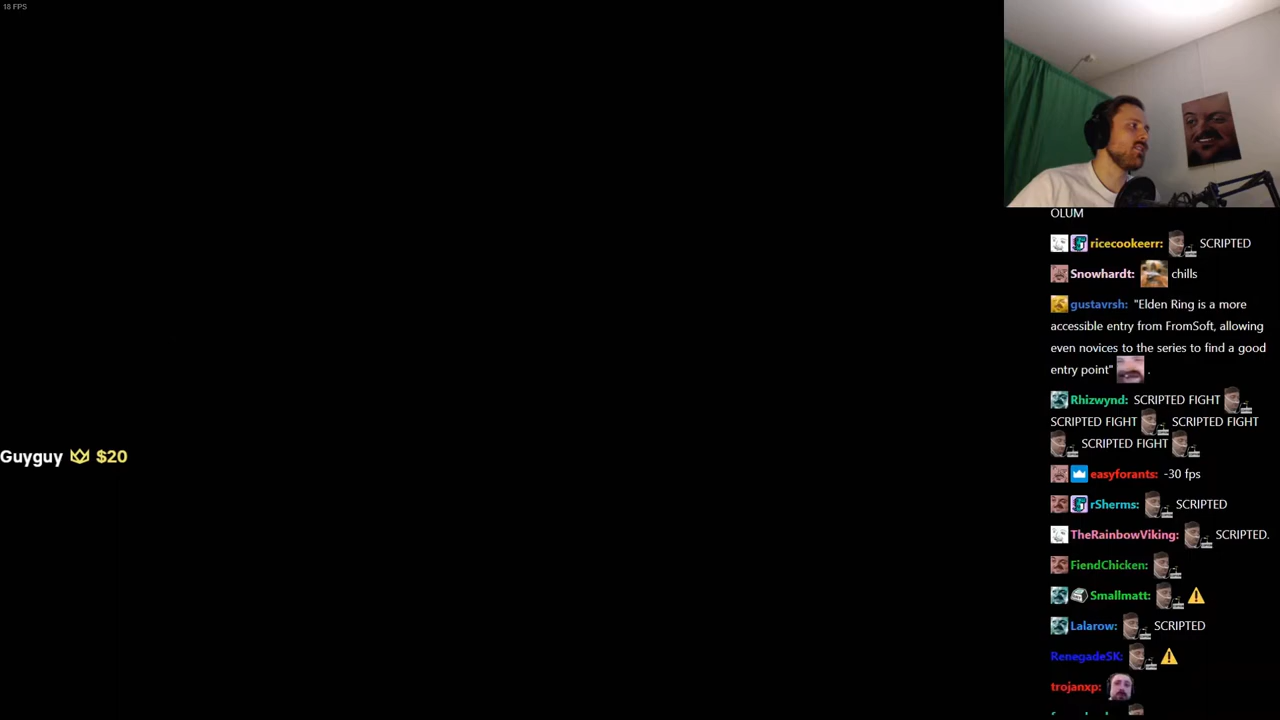 18 FPS
OLUM
ricecookeerr: SCRIPTED
Snowhardt: chills
gustavrsh: "Elden Ring is a more
accessible entry from FromSoft, allowing
even novices to the series to find a good
entry point" .
Rhizwynd: SCRIPTED FIGHT
SCRIPTED FIGHT SCRIPTED FIGHT
SCRIPTED FIGHT
Guyguy $20
easyforants: -30 fps
rSherms: SCRIPTED
TheRainbowViking: SCRIPTED.
FiendChicken:
Smallmatt:
Lalarow: SCRIPTED
RenegadeSK:
trojanxp: